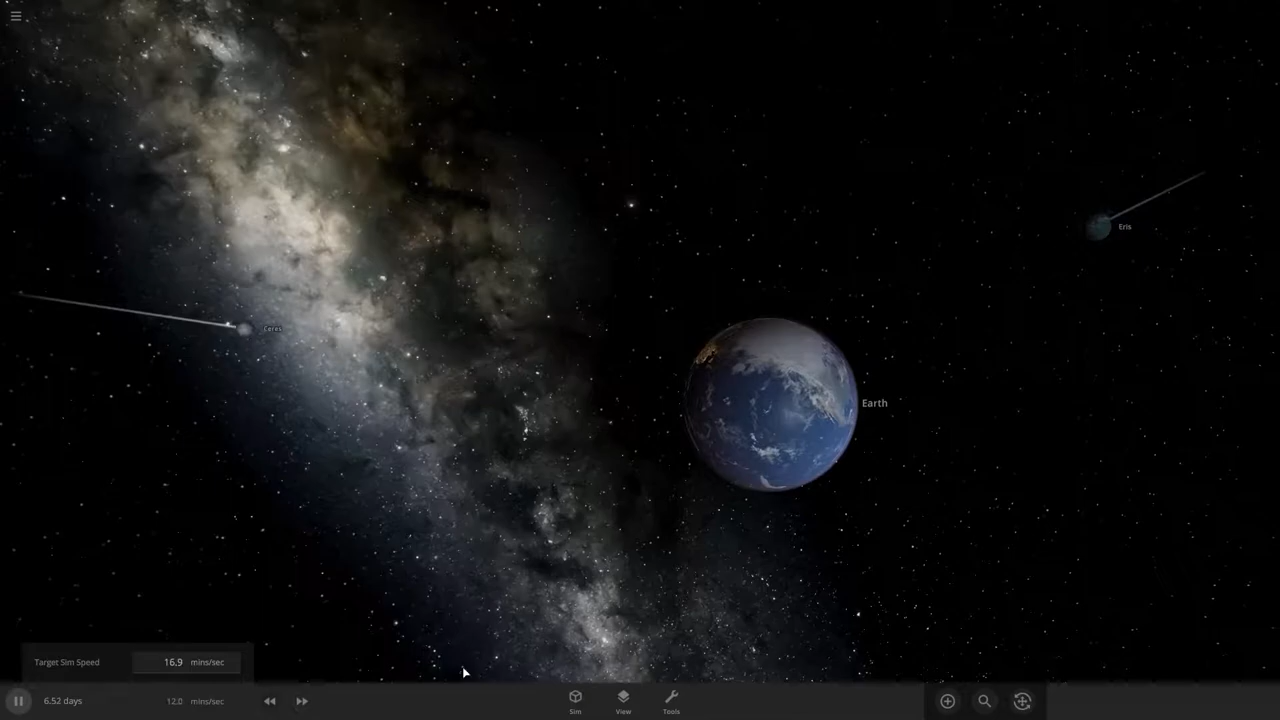 Eris
Ceres
Earth
Target Sim Speed 16.9 mins/sec
6.52 days 12.0 mins/sec
Sim View Tools